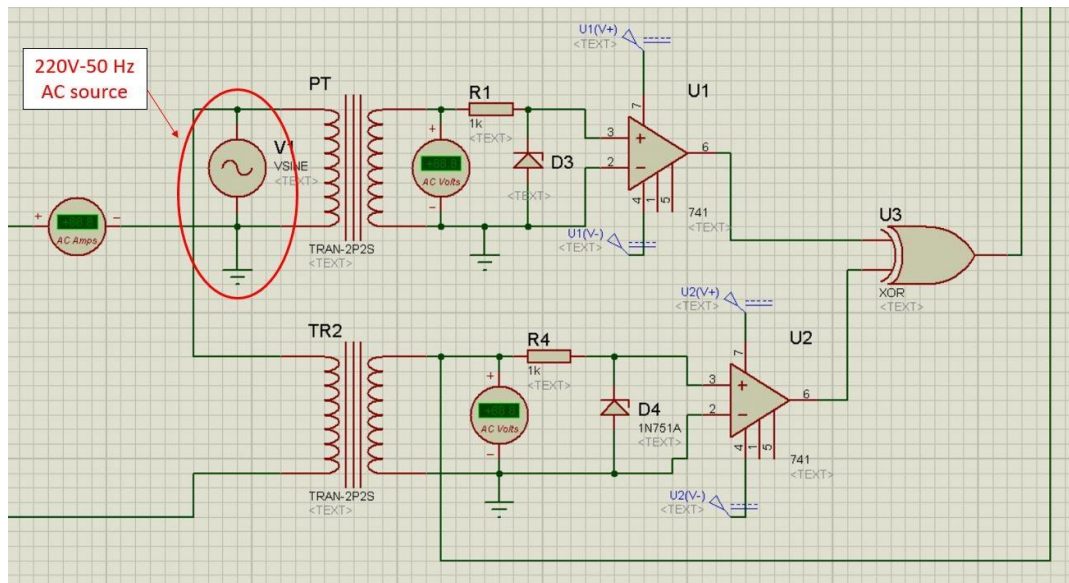 220V-50 Hz
AC source
PT
V1
VSINE
<TEXT>
+
-
AC Amps
TRAN-2P2S
<TEXT>
+
AC Volts
-
R1
1k
<TEXT>
D3
<TEXT>
U1(V+)
<TEXT>
U1
3
2
7
6
+
-
4
1
5
741
<TEXT>
U1(V-)
<TEXT>
U3
XOR
<TEXT>
TR2
TRAN-2P2S
<TEXT>
+
AC Volts
-
R4
1k
<TEXT>
D4
1N751A
<TEXT>
U2(V+)
<TEXT>
U2
3
2
7
6
+
-
4
1
5
741
<TEXT>
U2(V-)
<TEXT>